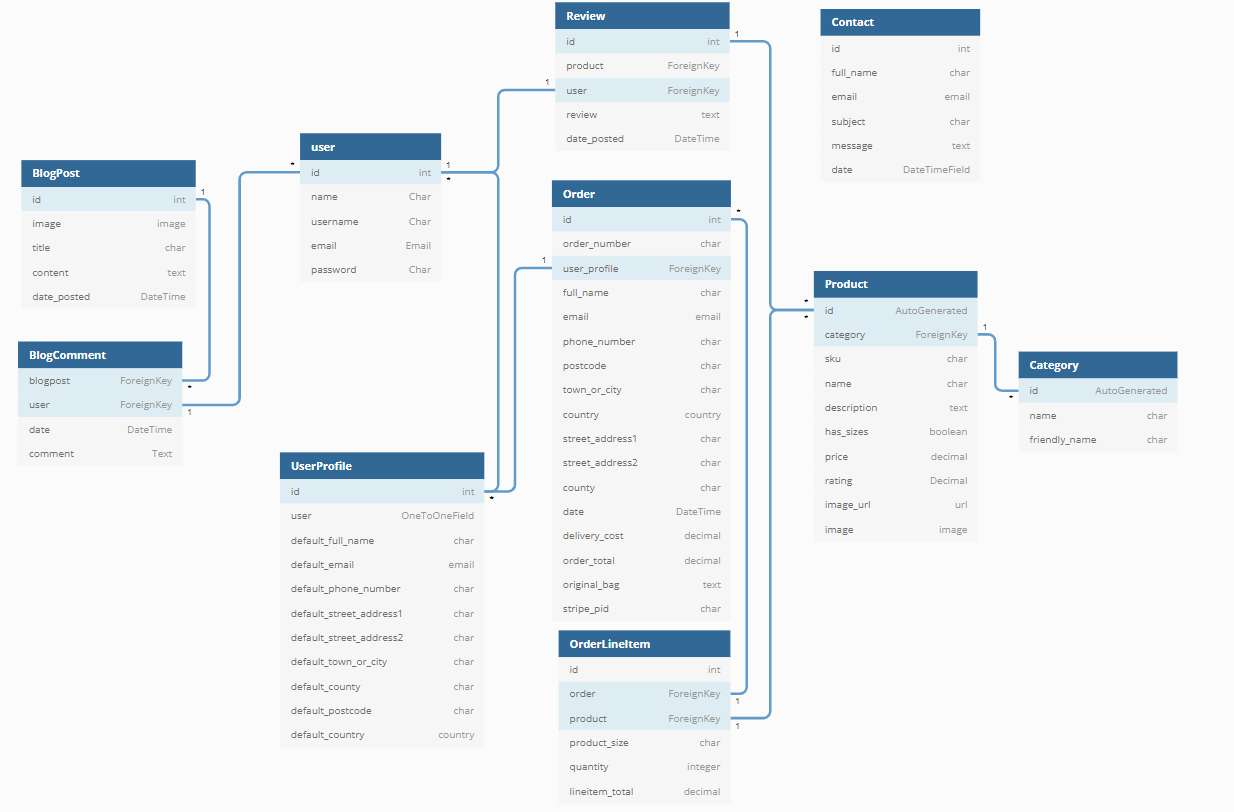 BlogPost
id int
image image
title char
content text
date_posted DateTime
1
BlogComment
blogpost ForeignKey
*
user ForeignKey
1
date DateTime
comment Text
user
*
id int
1
*
name Char
username Char
email Email
password Char
UserProfile
id int
*
user OneToOneField
default_full_name char
default_email email
default_phone_number char
default_street_address1 char
default_street_address2 char
default_town_or_city char
default_county char
default_postcode char
default_country country
Review
id int
1
product ForeignKey
1
user ForeignKey
review text
date_posted DateTime
Order
*
id int
order_number char
1
user_profile ForeignKey
full_name char
email email
phone_number char
postcode char
town_or_city char
country country
street_address1 char
street_address2 char
county char
date DateTime
delivery_cost decimal
order_total decimal
original_bag text
stripe_pid char
OrderLineItem
id int
order ForeignKey
1
product ForeignKey
1
product_size char
quantity integer
lineitem_total decimal
Contact
id int
full_name char
email email
subject char
message text
date DateTimeField
Product
*
id AutoGenerated
*
category ForeignKey
1
sku char
name char
description text
has_sizes boolean
price decimal
rating Decimal
image_url url
image image
Category
id AutoGenerated
*
name char
friendly_name char